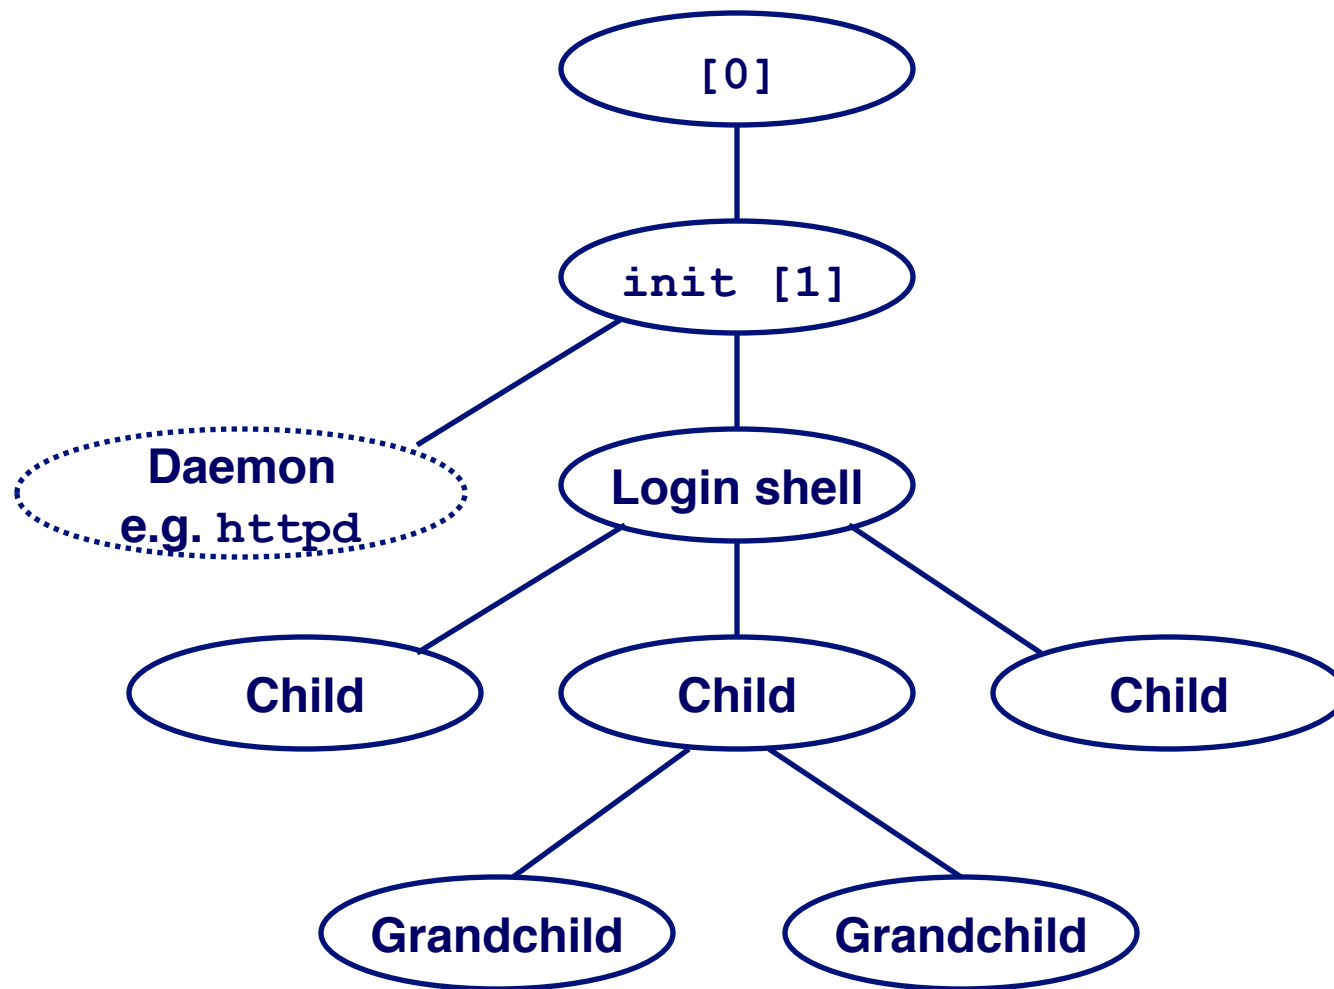 [0]
init [1]
Daemon
e.g. httpd
Login shell
Child
Child
Child
Grandchild
Grandchild